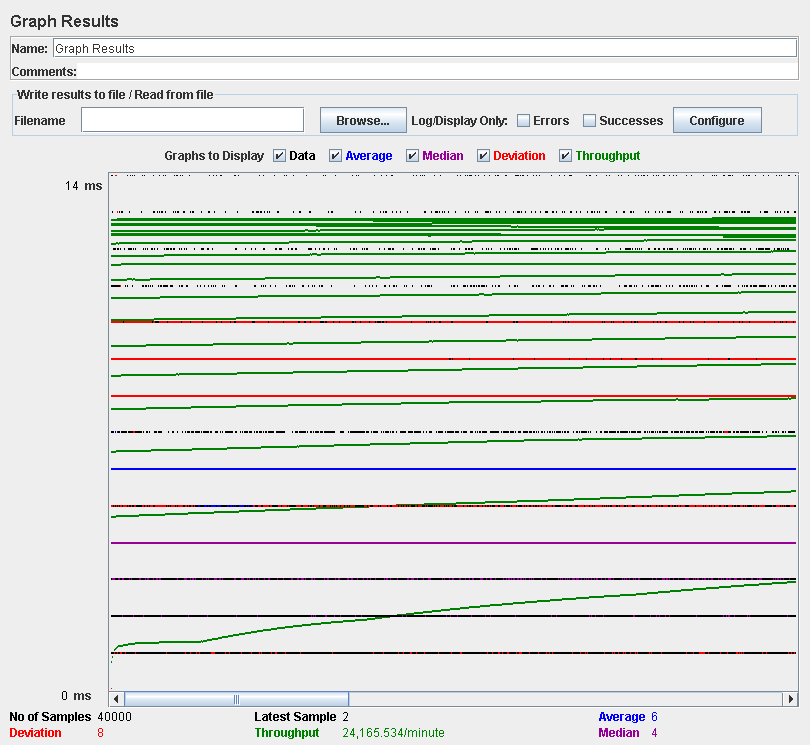 Graph Results
Name: Graph Results
Comments:
Write results to file / Read from file
Filename Browse... Log/Display Only: Errors Successes Configure
Graphs to Display Data Average Median Deviation Throughput
14 ms
0 ms
No of Samples 40000 Latest Sample 2 Average 6
Deviation 8 Throughput 24,165.534/minute Median 4